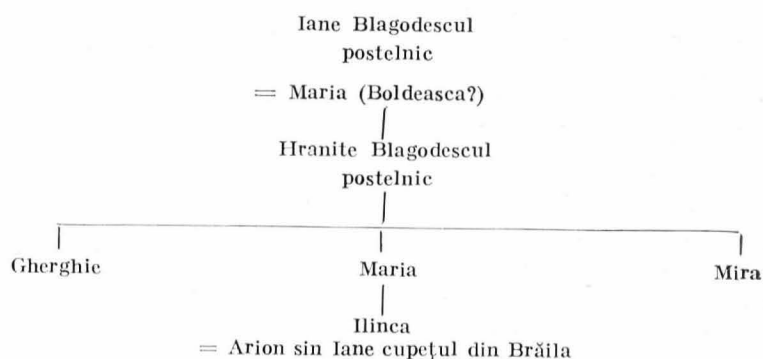 Iane Blagodescul
postelnic
= Maria (Boldeasca?)
Hranite Blagodescul
postelnic
Gherghie Maria Mira
Ilinca
= Arion sin Iane cupețul din Brăila